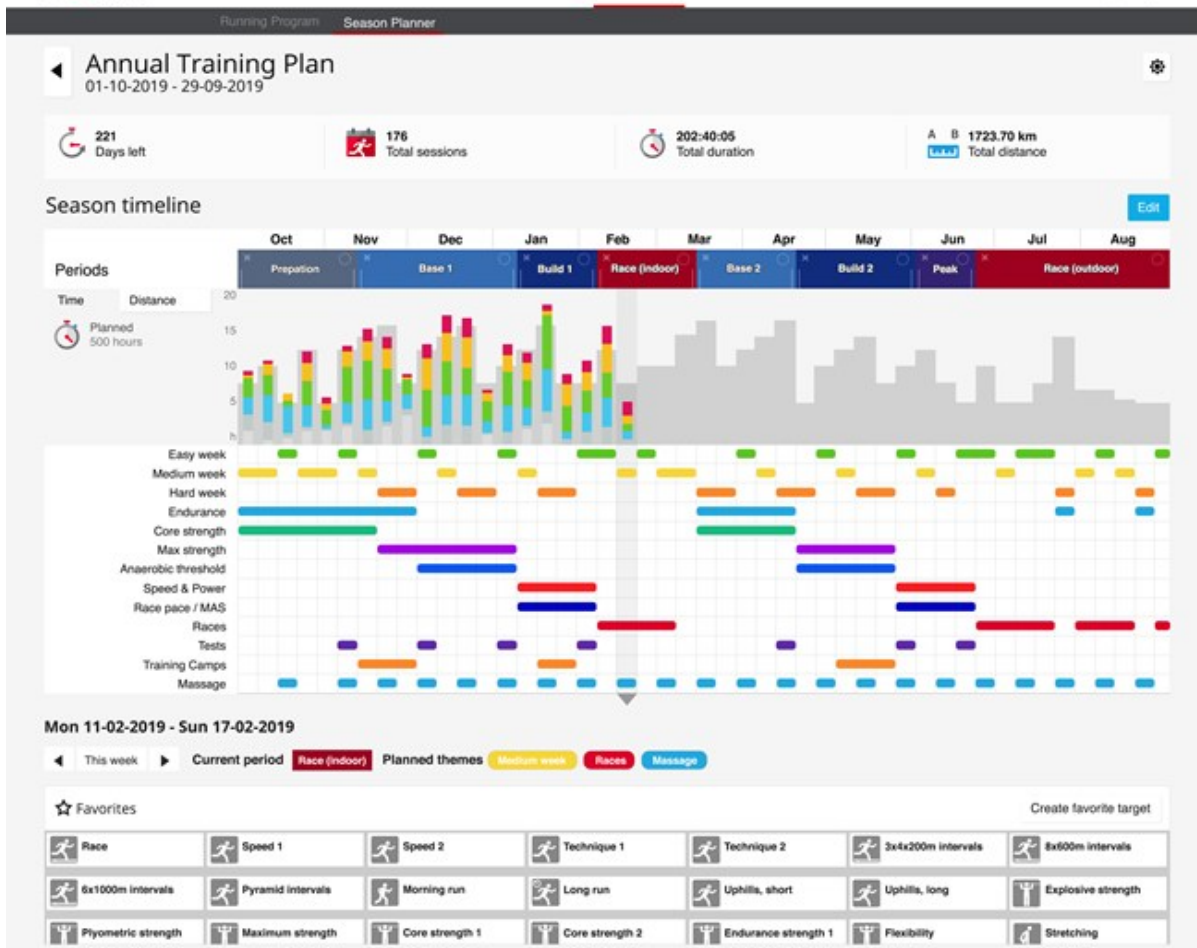 Running Program Season Planner
Annual Training Plan
01-10-2019 - 29-09-2019
221
Days left
176
Total sessions
202:40:05
Total duration
A B 1723.70 km
Total distance
Season timeline
Edit
Oct Nov Dec Jan Feb Mar Apr May Jun Jul Aug
Periods
Prepation Base 1 Build 1 Race (indoor) Base 2 Build 2 Peak Race (outdoor)
Time Distance
Planned
500 hours
20
15
10
5
h
Easy week
Medium week
Hard week
Endurance
Core strength
Max strength
Anaerobic threshold
Speed & Power
Race pace / MAS
Races
Tests
Training Camps
Massage
Mon 11-02-2019 - Sun 17-02-2019
This week Current period Race (indoor) Planned themes Medium week Races Massage
Favorites Create favorite target
Race Speed 1 Speed 2 Technique 1 Technique 2 3x4x200m intervals 8x600m intervals
6x1000m intervals Pyramid intervals Morning run Long run Uphills, short Uphills, long Explosive strength
Plyometric strength Maximum strength Core strength 1 Core strength 2 Endurance strength 1 Flexibility Stretching